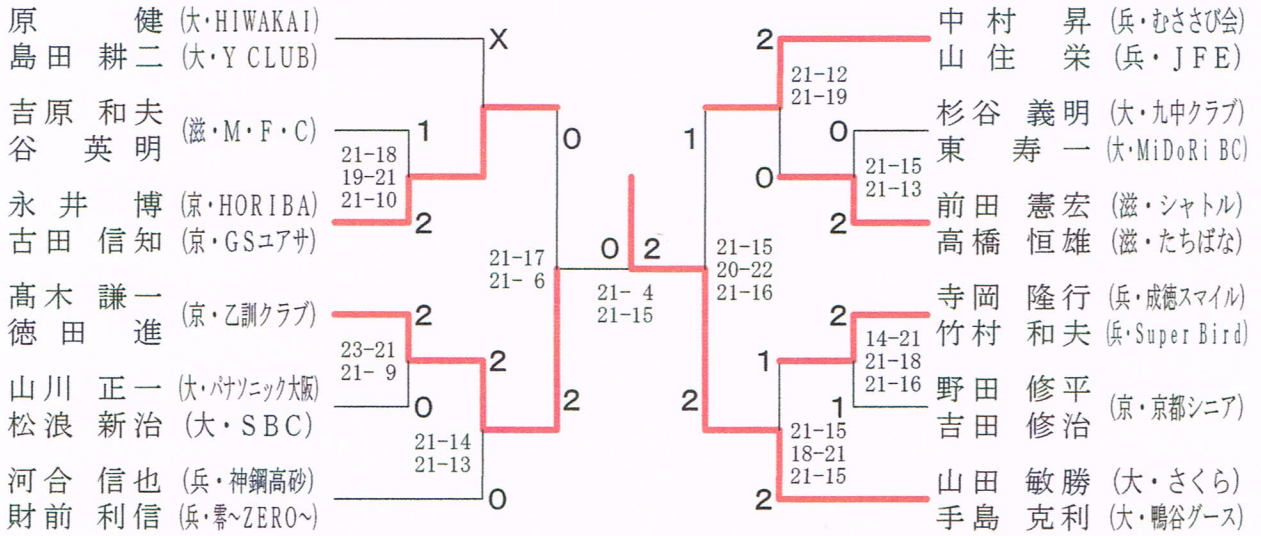 原 健 (大・HIWAKAI)
島田 耕二 (大・Y CLUB)
吉原 和夫
谷 英明
(滋・M・F・C)
永井 博 (京・HORIBA)
古田 信知 (京・GSユアサ)
髙木 謙一
徳田 進
(京・乙訓クラブ)
山川 正一 (大・パナソニック大阪)
松浪 新治 (大・SBC)
河合 信也 (兵・神鋼高砂)
財前 利信 (兵・零~ZERO~)
X
1
21-18
19-21
21-10
2
0
21-17
21- 6
2
23-21
21- 9
0
2
2
21-14
21-13
0
0 2
21- 4
21-15
2
21-12
21-19
1
0
0
21-15
21-13
2
21-15
20-22
21-16
2
14-21
21-18
21-16
1
1
2
21-15
18-21
21-15
2
中村 昇 (兵・むささび会)
山住 栄 (兵・JFE)
杉谷 義明 (大・九中クラブ)
東 寿一 (大・MiDoRi BC)
前田 憲宏 (滋・シャトル)
高橋 恒雄 (滋・たちばな)
寺岡 隆行 (兵・成徳スマイル)
竹村 和夫 (兵・Super Bird)
野田 修平
吉田 修治
(京・京都シニア)
山田 敏勝 (大・さくら)
手島 克利 (大・鴨谷グース)